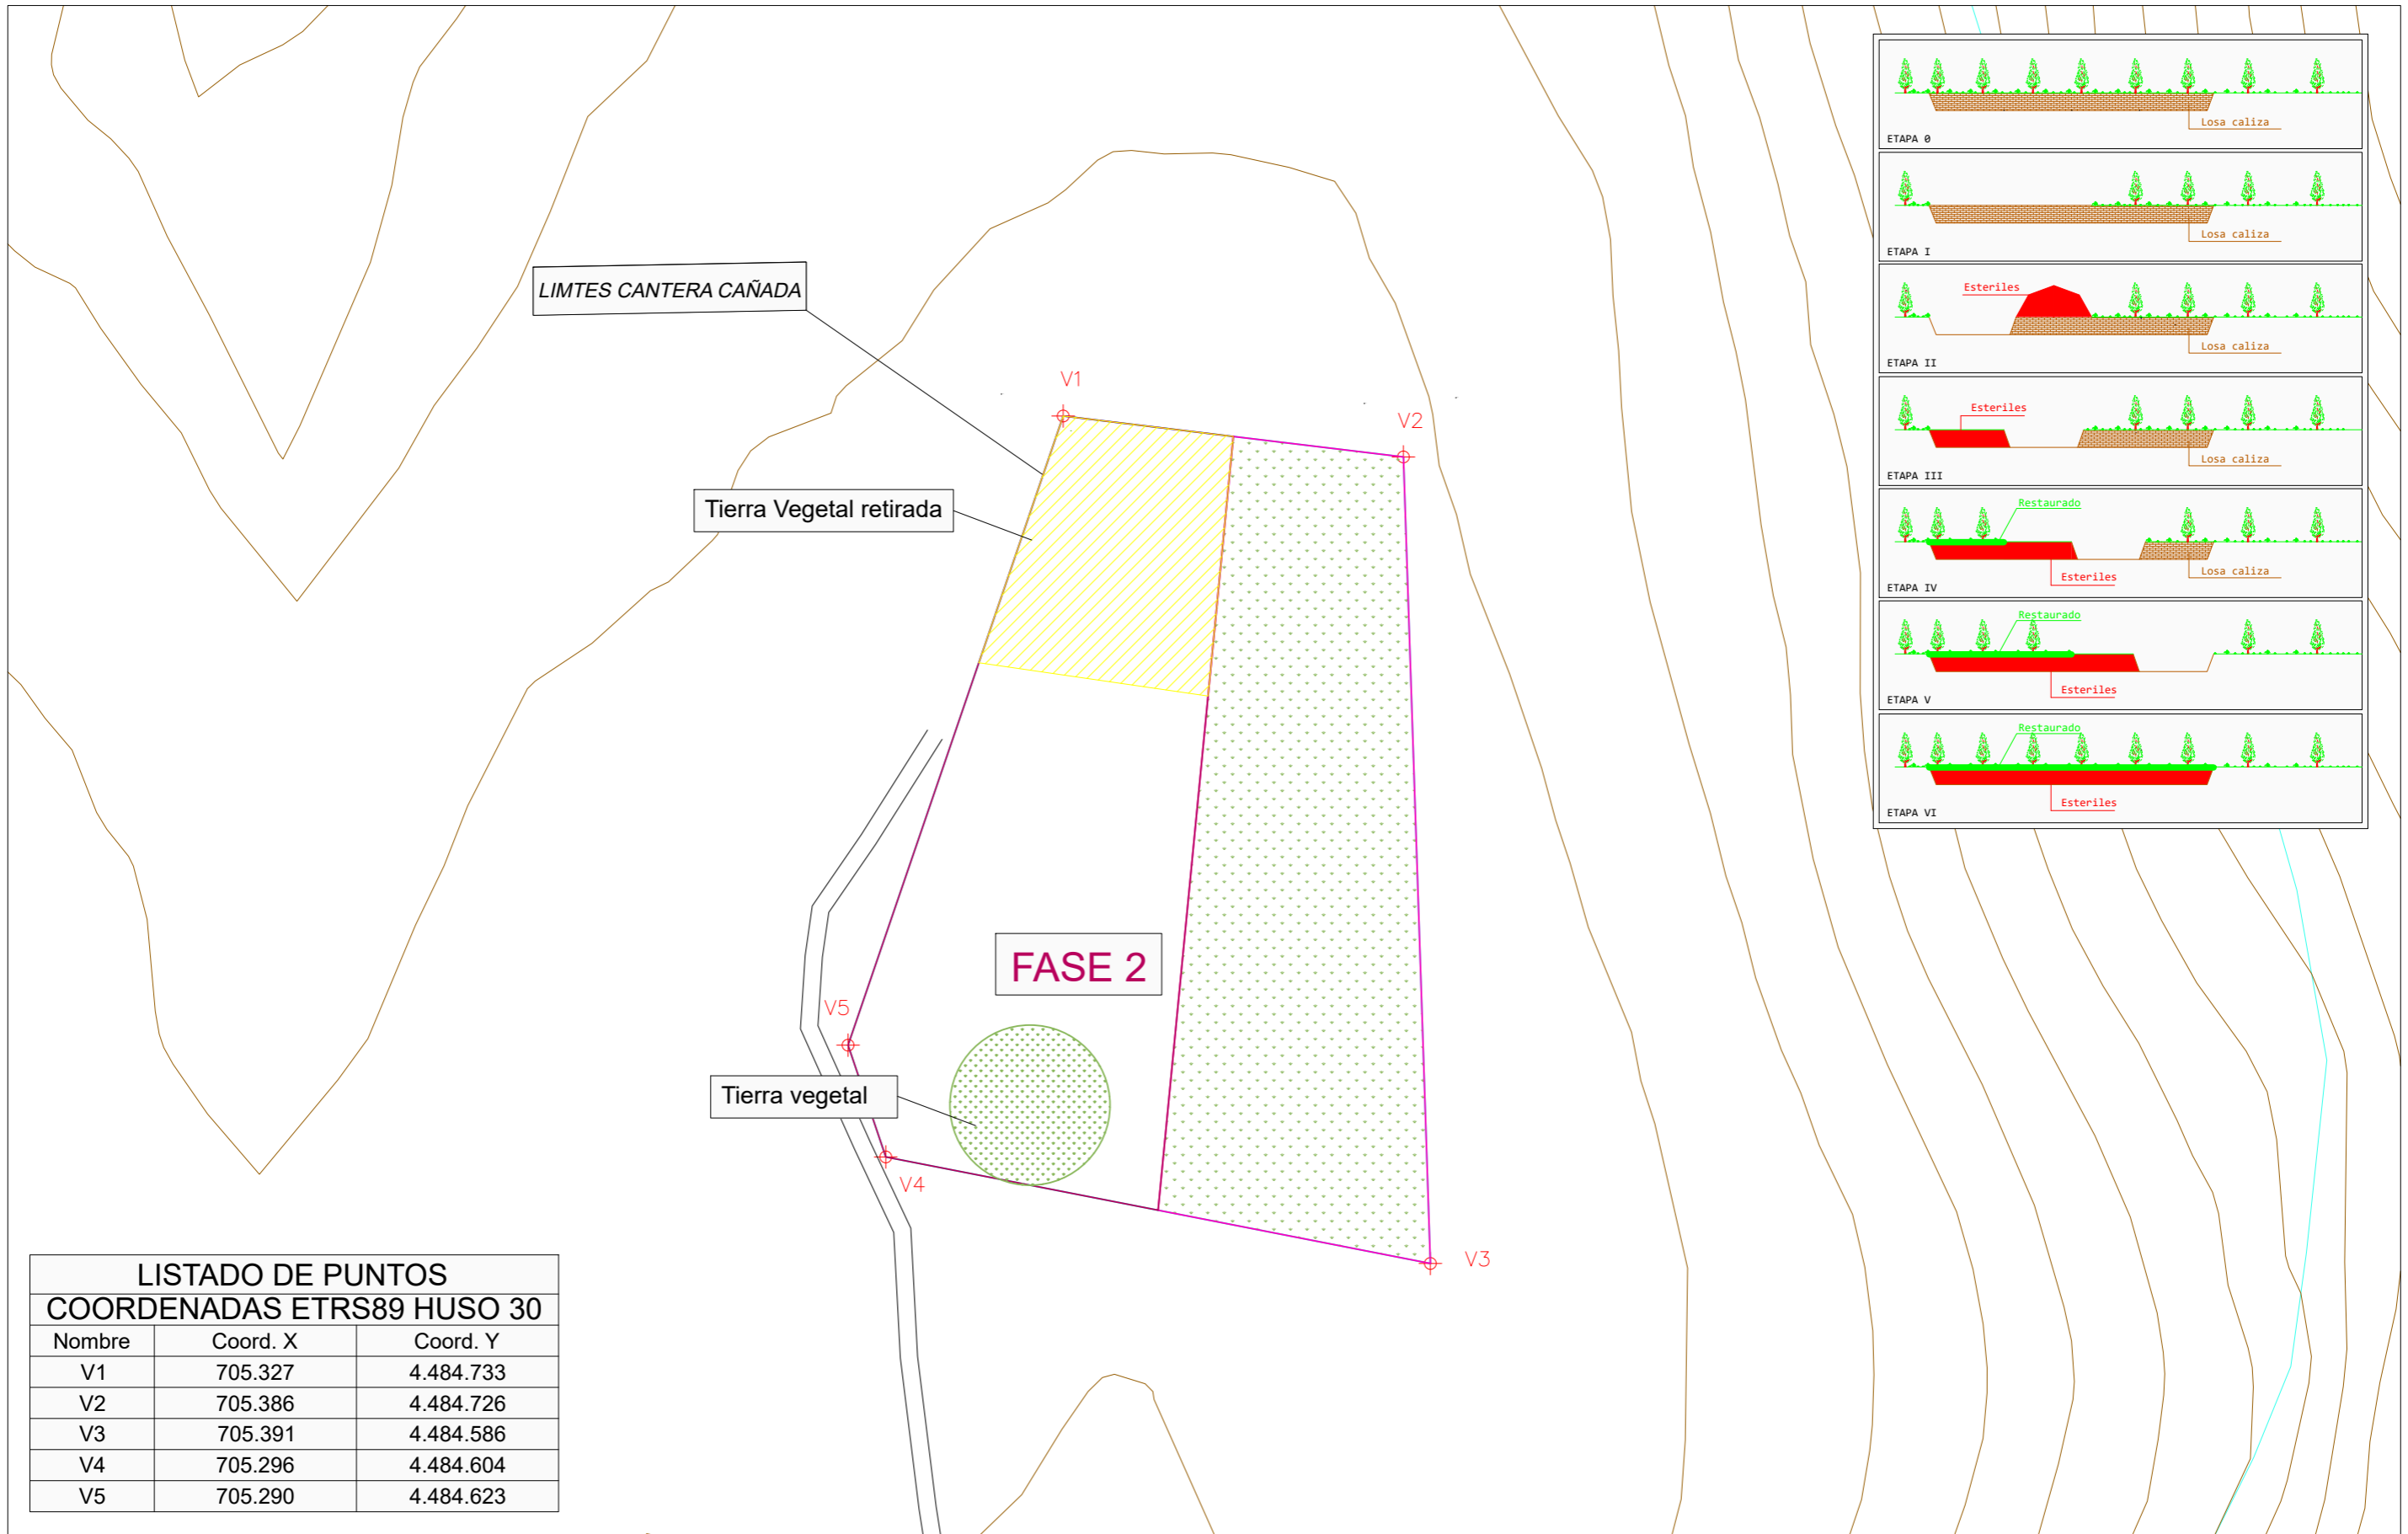 LIMTES CANTERA CAÑADA
V1
V2
Tierra Vegetal retirada
FASE 2
V5
Tierra vegetal
V4
V3
ETAPA 0
Losa caliza
ETAPA I
Losa caliza
Esteriles
ETAPA II
Losa caliza
Esteriles
ETAPA III
Losa caliza
Restaurado
ETAPA IV
Esteriles
Losa caliza
Restaurado
ETAPA V
Esteriles
Restaurado
ETAPA VI
Esteriles
LISTADO DE PUNTOS
COORDENADAS ETRS89 HUSO 30
Nombre Coord. X Coord. Y
V1 705.327 4.484.733
V2 705.386 4.484.726
V3 705.391 4.484.586
V4 705.296 4.484.604
V5 705.290 4.484.623